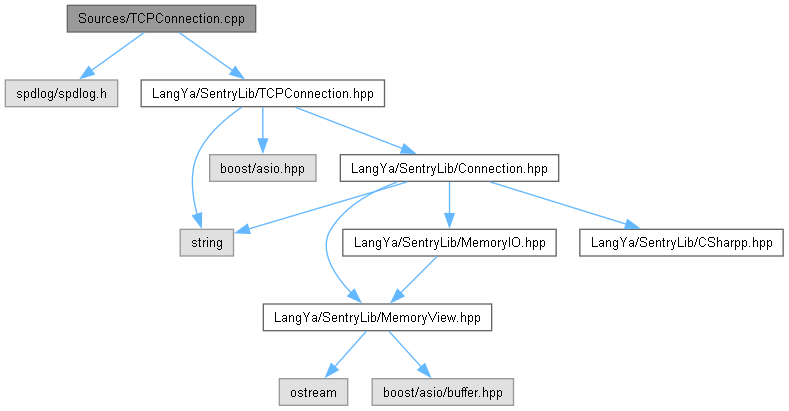 Sources/TCPConnection.cpp
spdlog/spdlog.h
LangYa/SentryLib/TCPConnection.hpp
boost/asio.hpp
LangYa/SentryLib/Connection.hpp
string
LangYa/SentryLib/MemoryIO.hpp
LangYa/SentryLib/CSharpp.hpp
LangYa/SentryLib/MemoryView.hpp
ostream
boost/asio/buffer.hpp